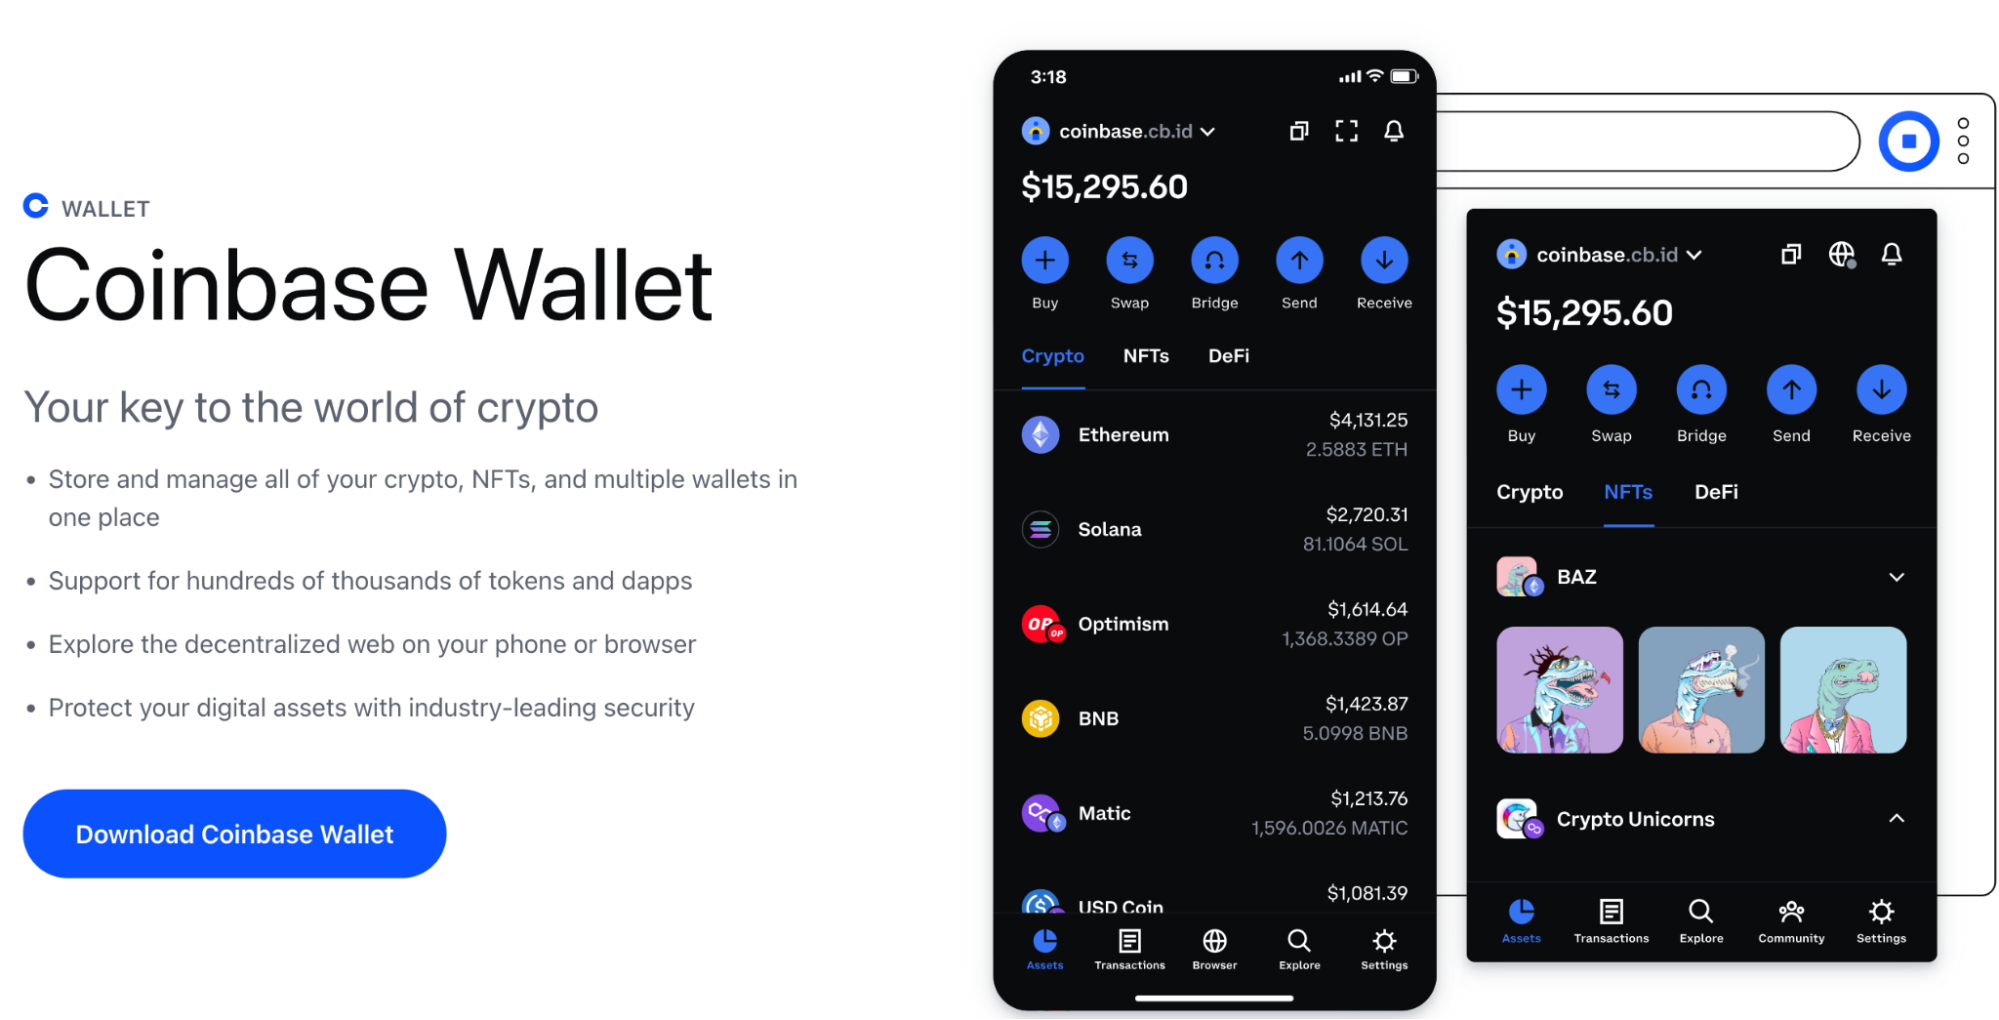 WALLET
Coinbase Wallet
Your key to the world of crypto
• Store and manage all of your crypto, NFTs, and multiple wallets in
one place
• Support for hundreds of thousands of tokens and dapps
• Explore the decentralized web on your phone or browser
• Protect your digital assets with industry-leading security
Download Coinbase Wallet
3:18
coinbase.cb.id
$15,295.60
Buy Swap Bridge Send Receive
Crypto NFTs DeFi
Ethereum $4,131.25
2.5883 ETH
Solana $2,720.31
81.1064 SOL
OP OP Optimism $1,614.64
1,368.3389 OP
BNB $1,423.87
5.0998 BNB
Matic $1,213.76
1,596.0026 MATIC
USD Coin $1,081.39
Assets Transactions Browser Explore Settings
coinbase.cb.id
$15,295.60
Buy Swap Bridge Send Receive
Crypto NFTs DeFi
BAZ
Crypto Unicorns
Assets Transactions Explore Community Settings